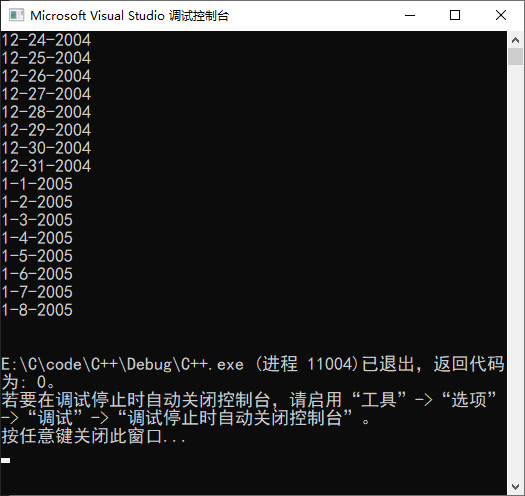 Microsoft Visual Studio 调试控制台
12-24-2004
12-25-2004
12-26-2004
12-27-2004
12-28-2004
12-29-2004
12-30-2004
12-31-2004
1-1-2005
1-2-2005
1-3-2005
1-4-2005
1-5-2005
1-6-2005
1-7-2005
1-8-2005
E:\C\code\C++\Debug\C++.exe (进程 11004)已退出，返回代码
为: 0。
若要在调试停止时自动关闭控制台，请启用“工具”->“选项”
->“调试”->“调试停止时自动关闭控制台”。
按任意键关闭此窗口...